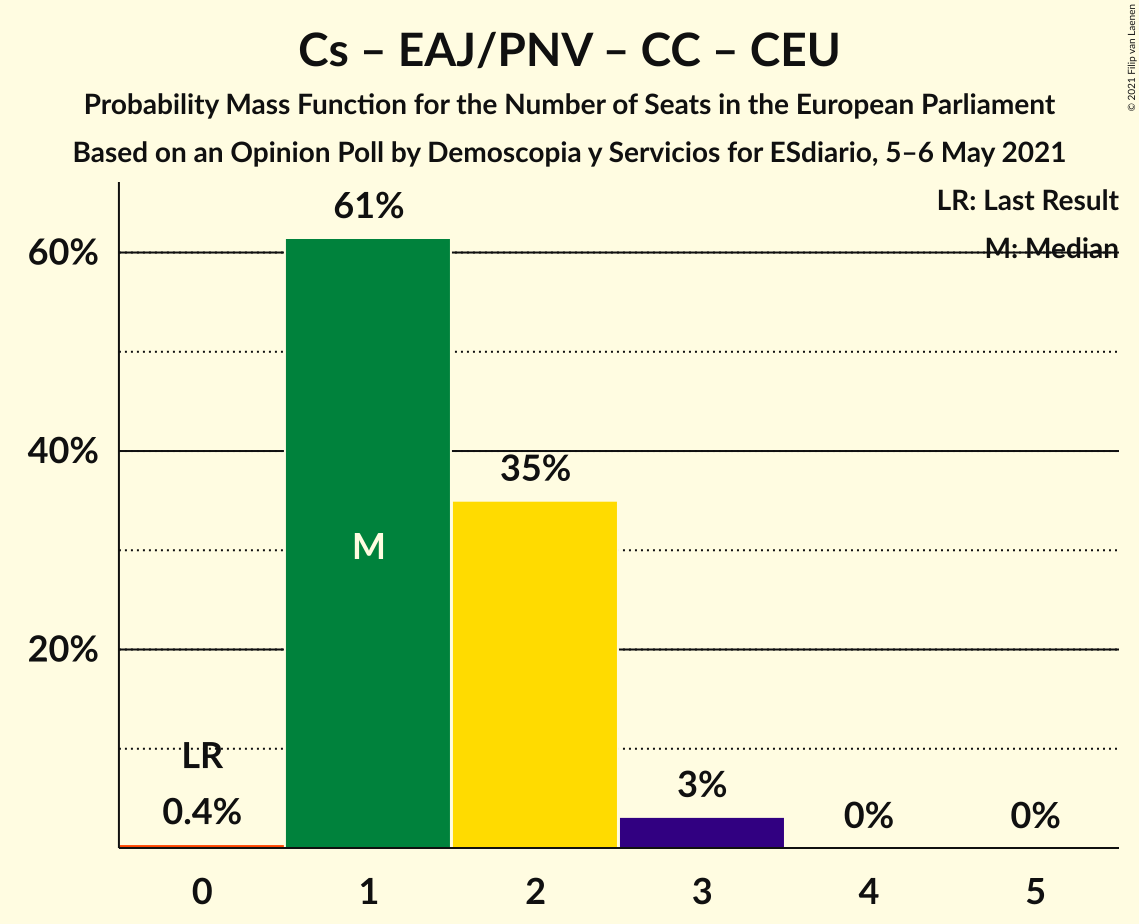 Cs – EAJ/PNV – CC – CEU
Probability Mass Function for the Number of Seats in the European Parliament
Based on an Opinion Poll by Demoscopia y Servicios for ESdiario, 5–6 May 2021
© 2021 Filip van Laenen
LR: Last Result
M: Median
60%
40%
20%
61%
M
35%
LR
0.4%
3%
0%
0%
0 1 2 3 4 5